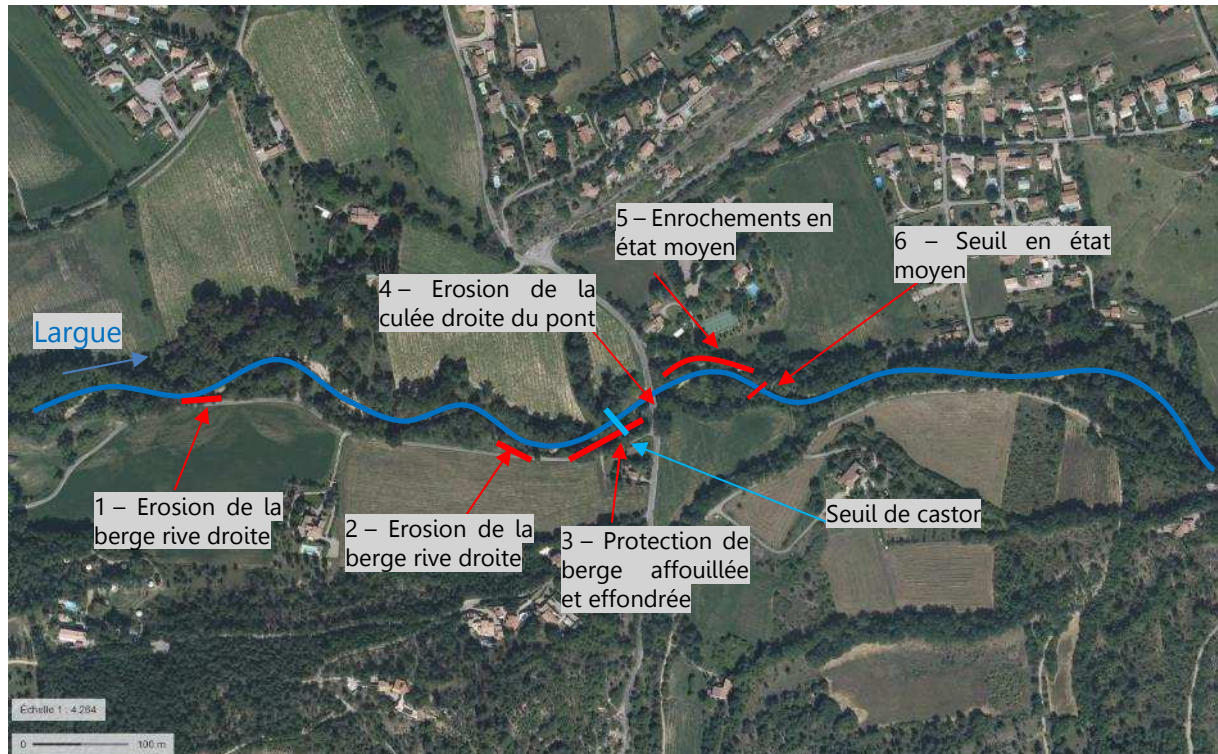 5 – Enrochements en
état moyen
6 – Seuil en état
moyen
4 – Erosion de la
culée droite du pont
Largue
1 – Erosion de la
berge rive droite
2 – Erosion de la
berge rive droite
3 – Protection de
berge affouillée
et effondrée
Seuil de castor
Échelle 1 : 4.264
0 100 m